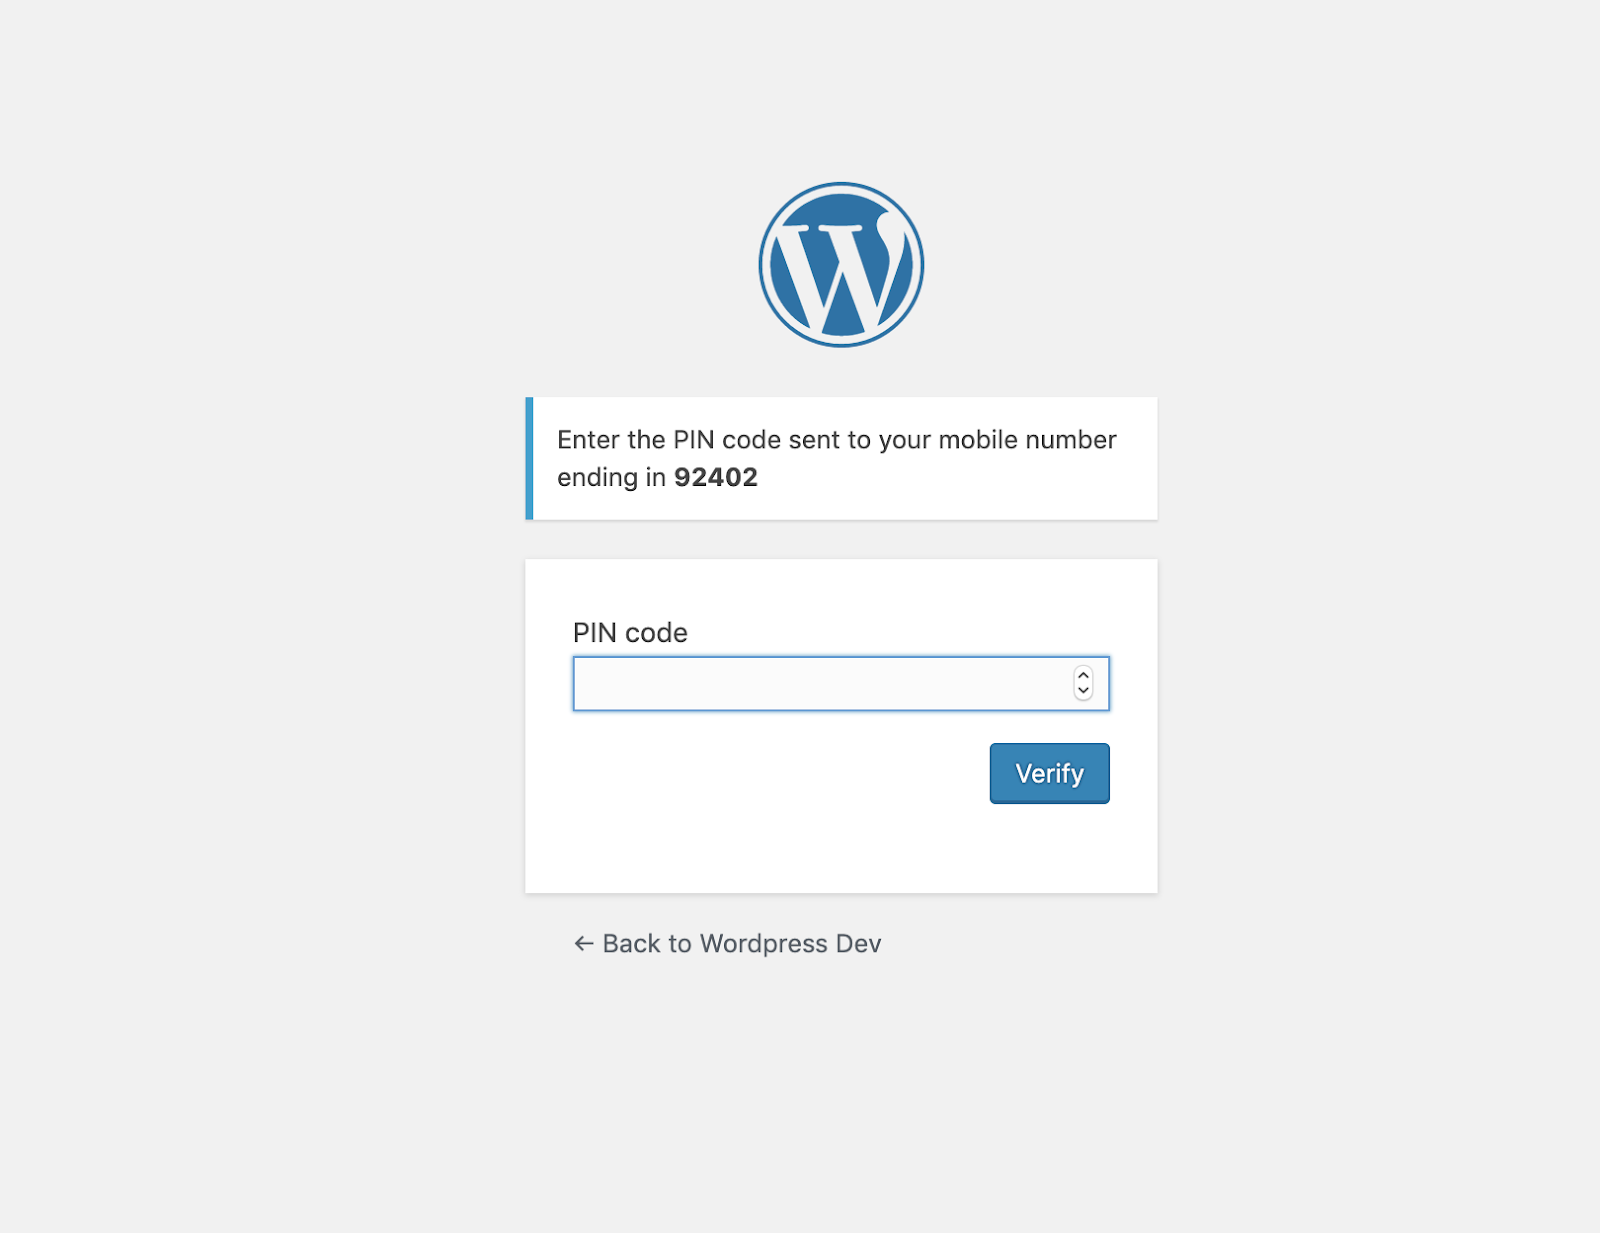 Enter the PIN code sent to your mobile number
ending in 92402
PIN code
Verify
← Back to Wordpress Dev